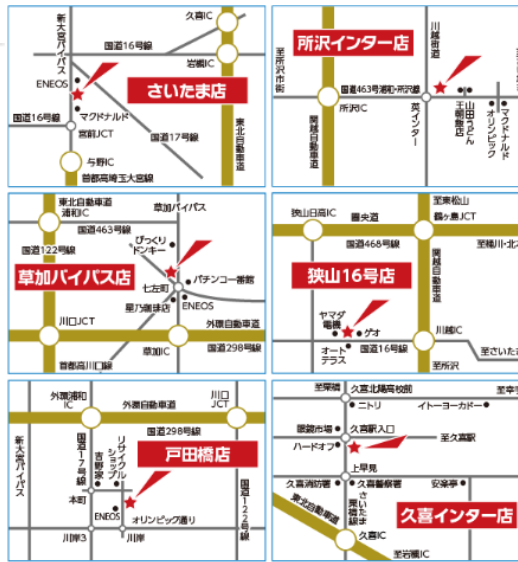 久喜IC
新大宮バイパス
国道16号線
岩槻IC
ENEOS
さいたま店
マクドナルド
国道16号線
宮前JCT
国道17号線
東北自動車道
与野IC
首都高埼玉大宮線
所沢インター店
川越街道
至所沢市街
国道463号浦和・所沢線
所沢IC
英インター
関越自動車道
山田うどん
王朝飯店
オリンピック
マクドナルド
東北自動車道
浦和IC
草加バイパス
国道463号線
国道122号線
びっくり
ドンキー
草加バイパス店
パチンコ一番館
七左町
星乃珈琲店
ENEOS
川口JCT
外環自動車道
草加IC
国道298号線
首都高川口線
至東松山
狭山日高IC
圏央道
鶴ヶ島JCT
国道468号線
至桶川・北本
狭山16号店
関越自動車道
ヤマダ
電機
ゲオ
川越IC
オート
テラス
国道16号線
至さいた
至所沢
外環浦和
IC
外環自動車道
川口
JCT
国道298号線
新大宮バイパス
国道17号線
戸田橋店
リサイクル
ショップ
吉野家
本町
ENEOS
オリンピック通り
国道122号線
川岸3
川岸
至栗橋
久喜北陽高校前
至幸手
ニトリ
イトーヨーカドー
眼鏡市場
久喜駅入口
ハードオフ
至久喜駅
上早見
久喜消防署
久喜警察署
安楽亭
東北自動車道
さいたま
栗橋線
久喜インター店
久喜IC
至岩槻IC